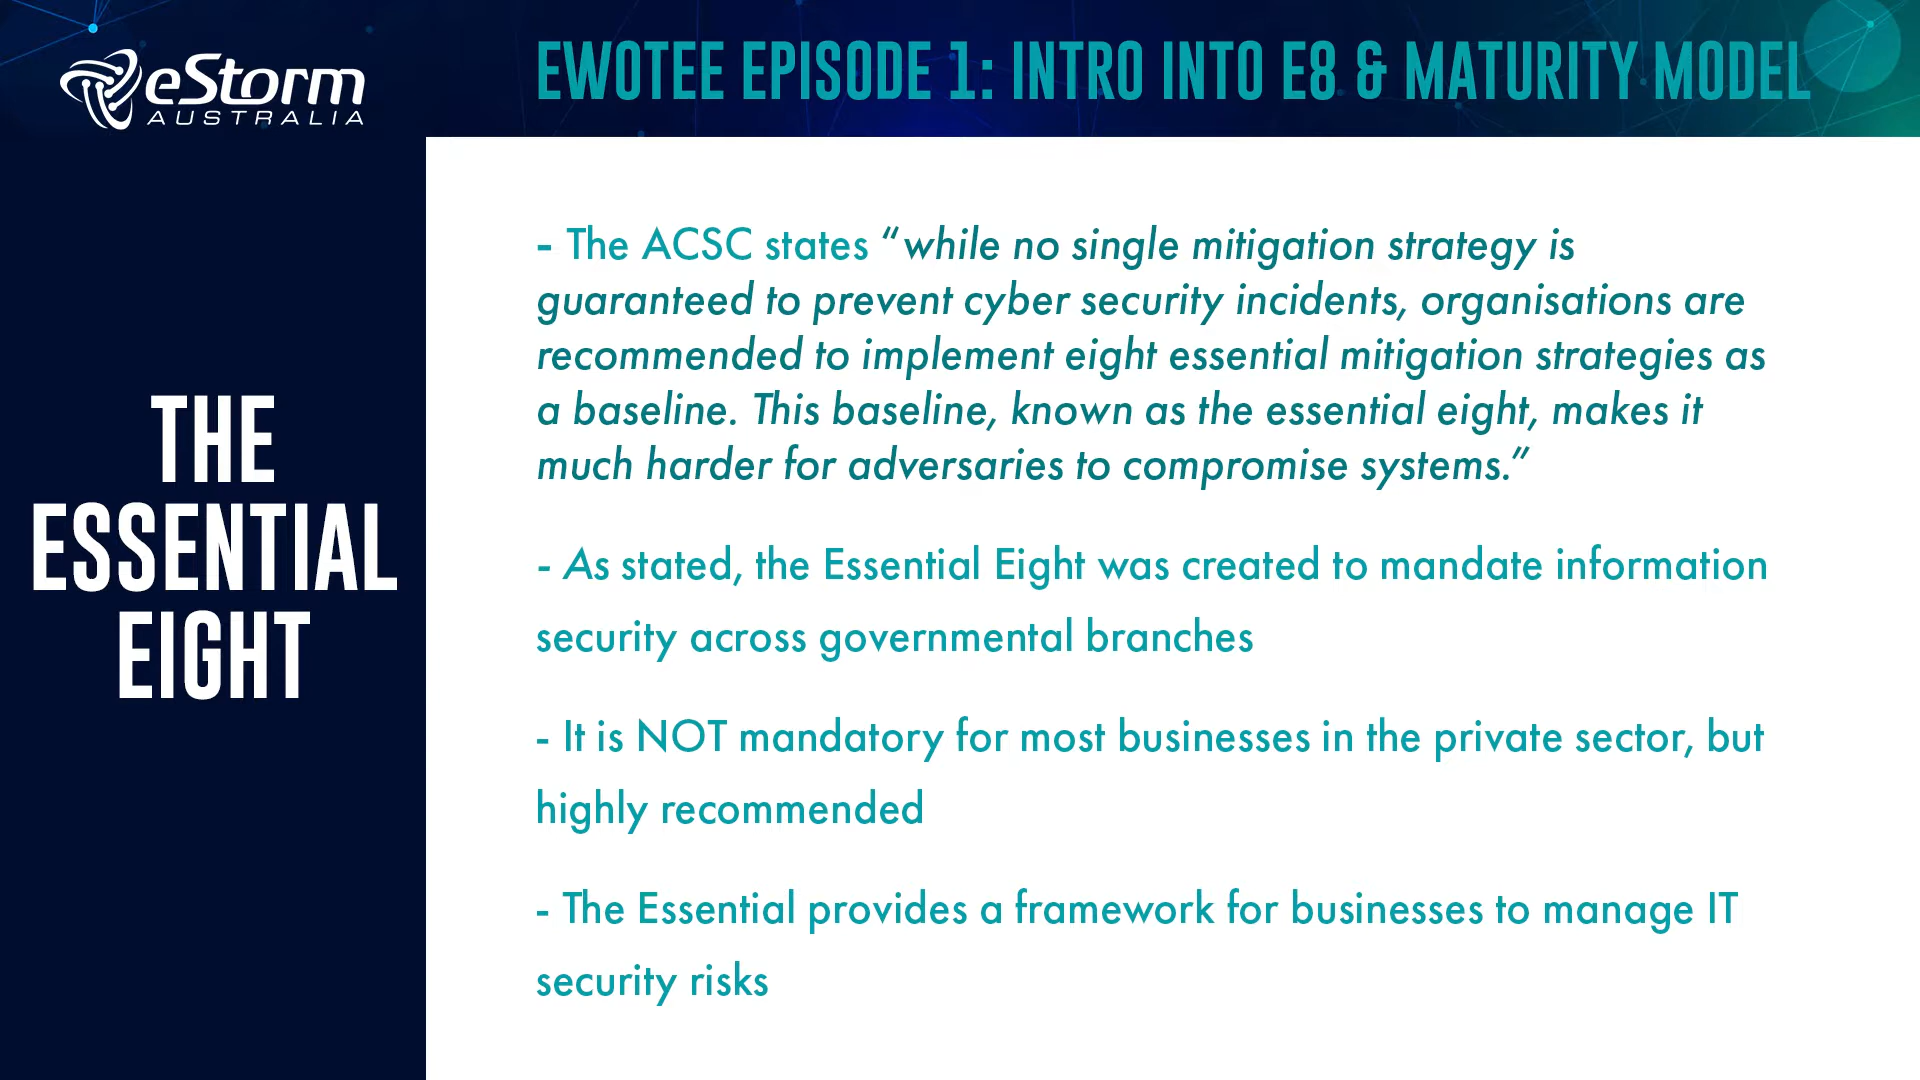 eStorm
AUSTRALIA
EWOTEE EPISODE 1: INTRO INTO E8 & MATURITY MODEL
THE
ESSENTIAL
EIGHT
- The ACSC states “while no single mitigation strategy is
guaranteed to prevent cyber security incidents, organisations are
recommended to implement eight essential mitigation strategies as
a baseline. This baseline, known as the essential eight, makes it
much harder for adversaries to compromise systems.”
- As stated, the Essential Eight was created to mandate information
security across governmental branches
- It is NOT mandatory for most businesses in the private sector, but
highly recommended
- The Essential provides a framework for businesses to manage IT
security risks